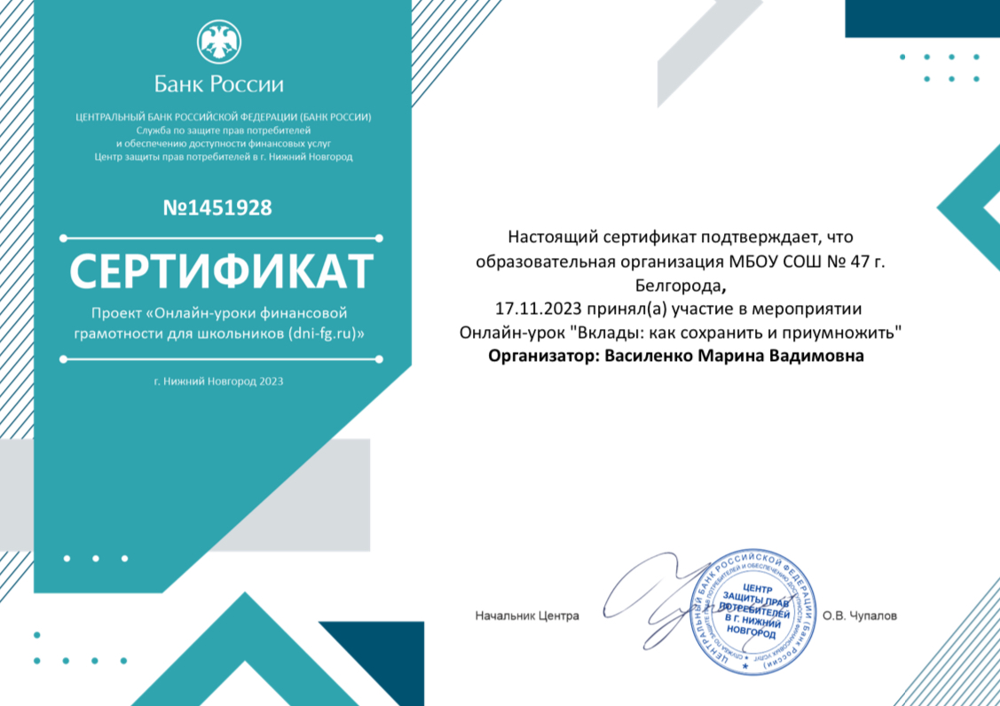 Банк России
ЦЕНТРАЛЬНЫЙ БАНК РОССИЙСКОЙ ФЕДЕРАЦИИ (БАНК РОССИИ)
Служба по защите прав потребителей
и обеспечению доступности финансовых услуг
Центр защиты прав потребителей в г. Нижний Новгород
№1451928
СЕРТИФИКАТ
Проект «Онлайн-уроки финансовой
грамотности для школьников (dni-fg.ru)»
г. Нижний Новгород 2023
Настоящий сертификат подтверждает, что
образовательная организация МБОУ СОШ № 47 г.
Белгорода,
17.11.2023 принял(а) участие в мероприятии
Онлайн-урок "Вклады: как сохранить и приумножить"
Организатор: Василенко Марина Вадимовна
Начальник Центра
ЦЕНТРАЛЬНЫЙ БАНК РОССИЙСКОЙ ФЕДЕРАЦИИ (Банк России)
СЛУЖБА ПО ЗАЩИТЕ ПРАВ ПОТРЕБИТЕЛЕЙ И ОБЕСПЕЧЕНИЮ ДОСТУПНОСТИ ФИНАНСОВЫХ УСЛУГ
ЦЕНТР
ЗАЩИТЫ ПРАВ
ПОТРЕБИТЕЛЕЙ
В Г. НИЖНИЙ
НОВГОРОД
О.В. Чупалов